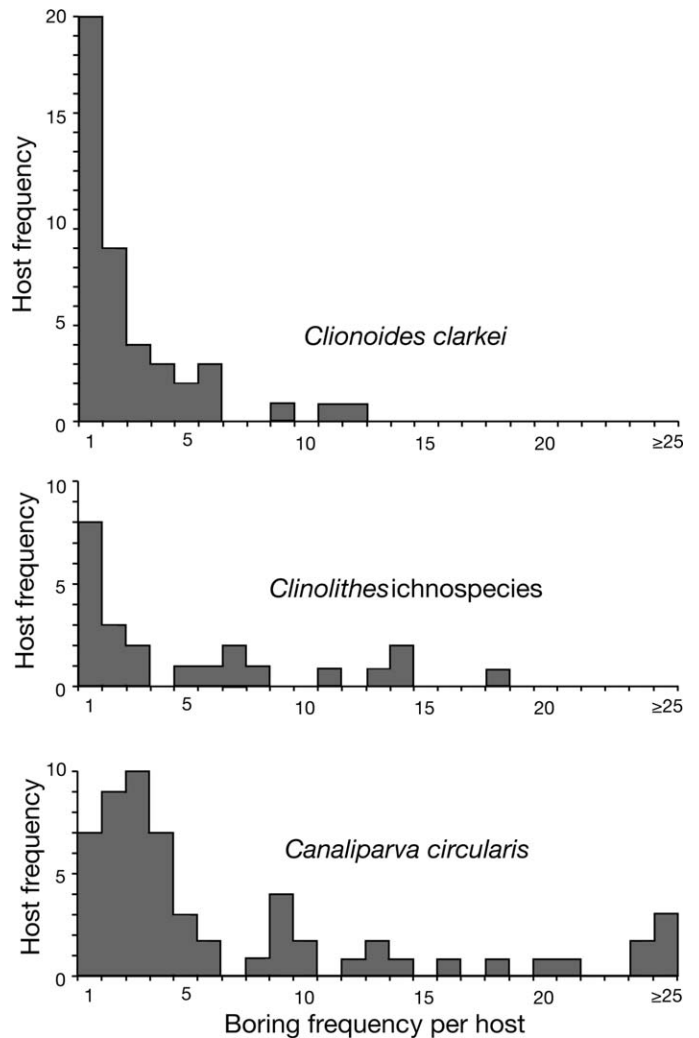 20
15
10
5
0
Host frequency
Clionoides clarkei
1 5 10 15 20 ≥25
10
5
0
Host frequency
Clinolithesichnospecies
1 5 10 15 20 ≥25
10
5
0
Host frequency
Canaliparva circularis
1 5 10 15 20 ≥25
Boring frequency per host